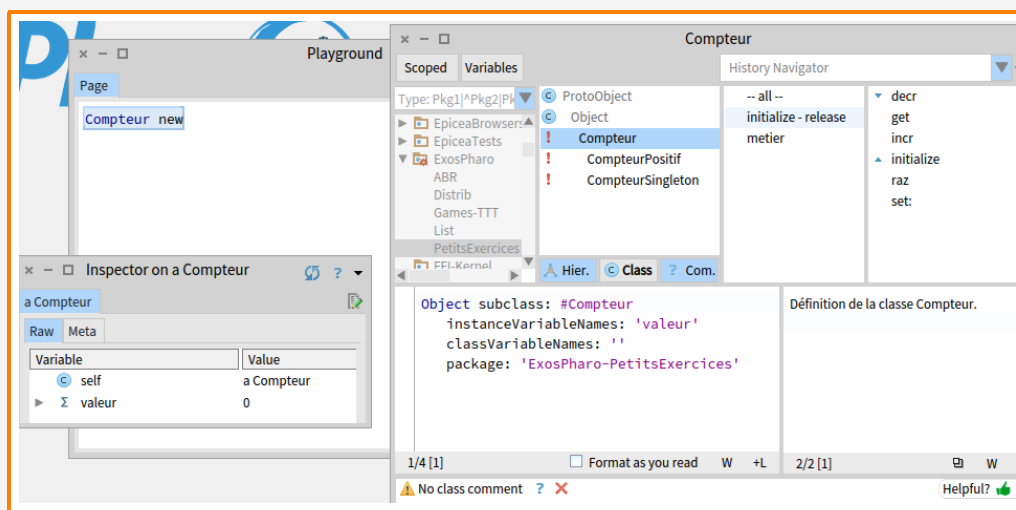 Playground
Page
Compteur new
Inspector on a Compteur
?
a Compteur
Raw Meta
Variable Value
self a Compteur
Σ valeur 0
Compteur
Scoped Variables
History Navigator
Type: Pkg1|^Pkg2|Pk
EpiceaBrowsers
EpiceaTests
ExosPharo
ABR
Distrib
Games-TTT
List
PetitsExercices
C ProtoObject
C Object
! Compteur
! CompteurPositif
! CompteurSingleton
Hier. C Class ? Com.
-- all --
initialize - release
metier
decr
get
incr
initialize
raz
set:
Object subclass: #Compteur
instanceVariableNames: 'valeur'
classVariableNames: ''
package: 'ExosPharo-PetitsExercices'
1/4 [1] Format as you read W +L
Définition de la classe Compteur.
2/2 [1] W
No class comment ?
Helpful?